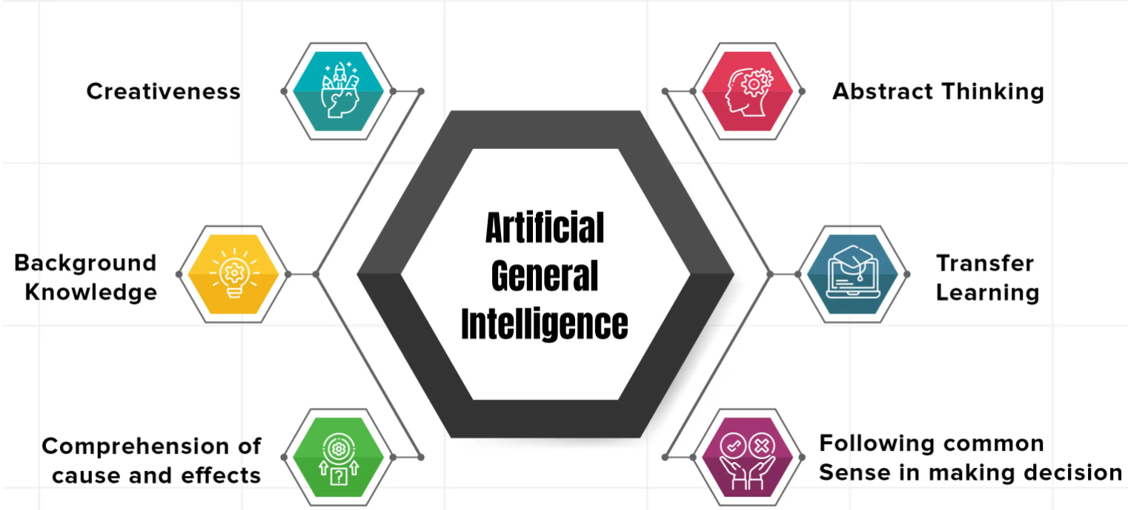 Creativeness
Abstract Thinking
Artificial
General
Intelligence
Background
Knowledge
Transfer
Learning
Comprehension of
cause and effects
?
Following common
Sense in making decision